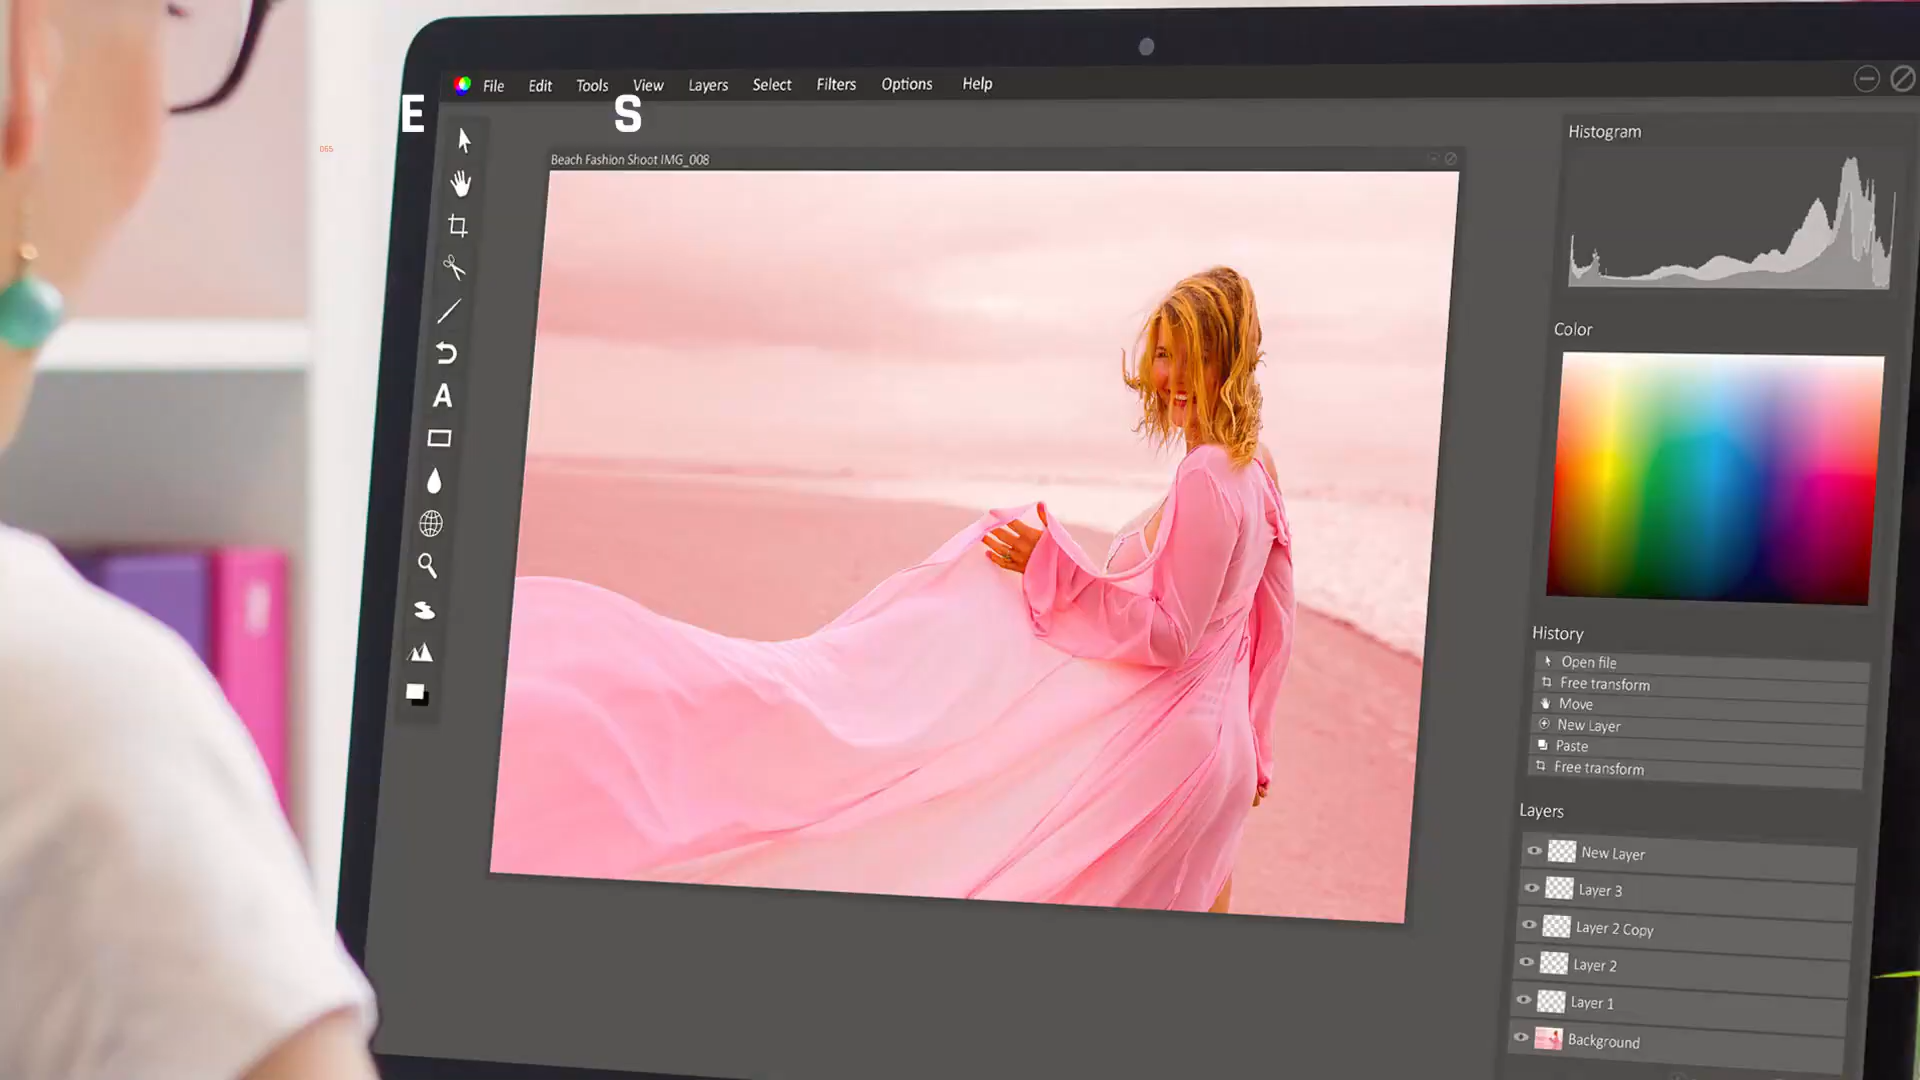 File Edit Tools View Layers Select Filters Options Help
E S
065
Beach Fashion Shoot IMG_008
A
Histogram
Color
History
Open file
Free transform
Move
New Layer
Paste
Free transform
Layers
New Layer
Layer 3
Layer 2 Copy
Layer 2
Layer 1
Background